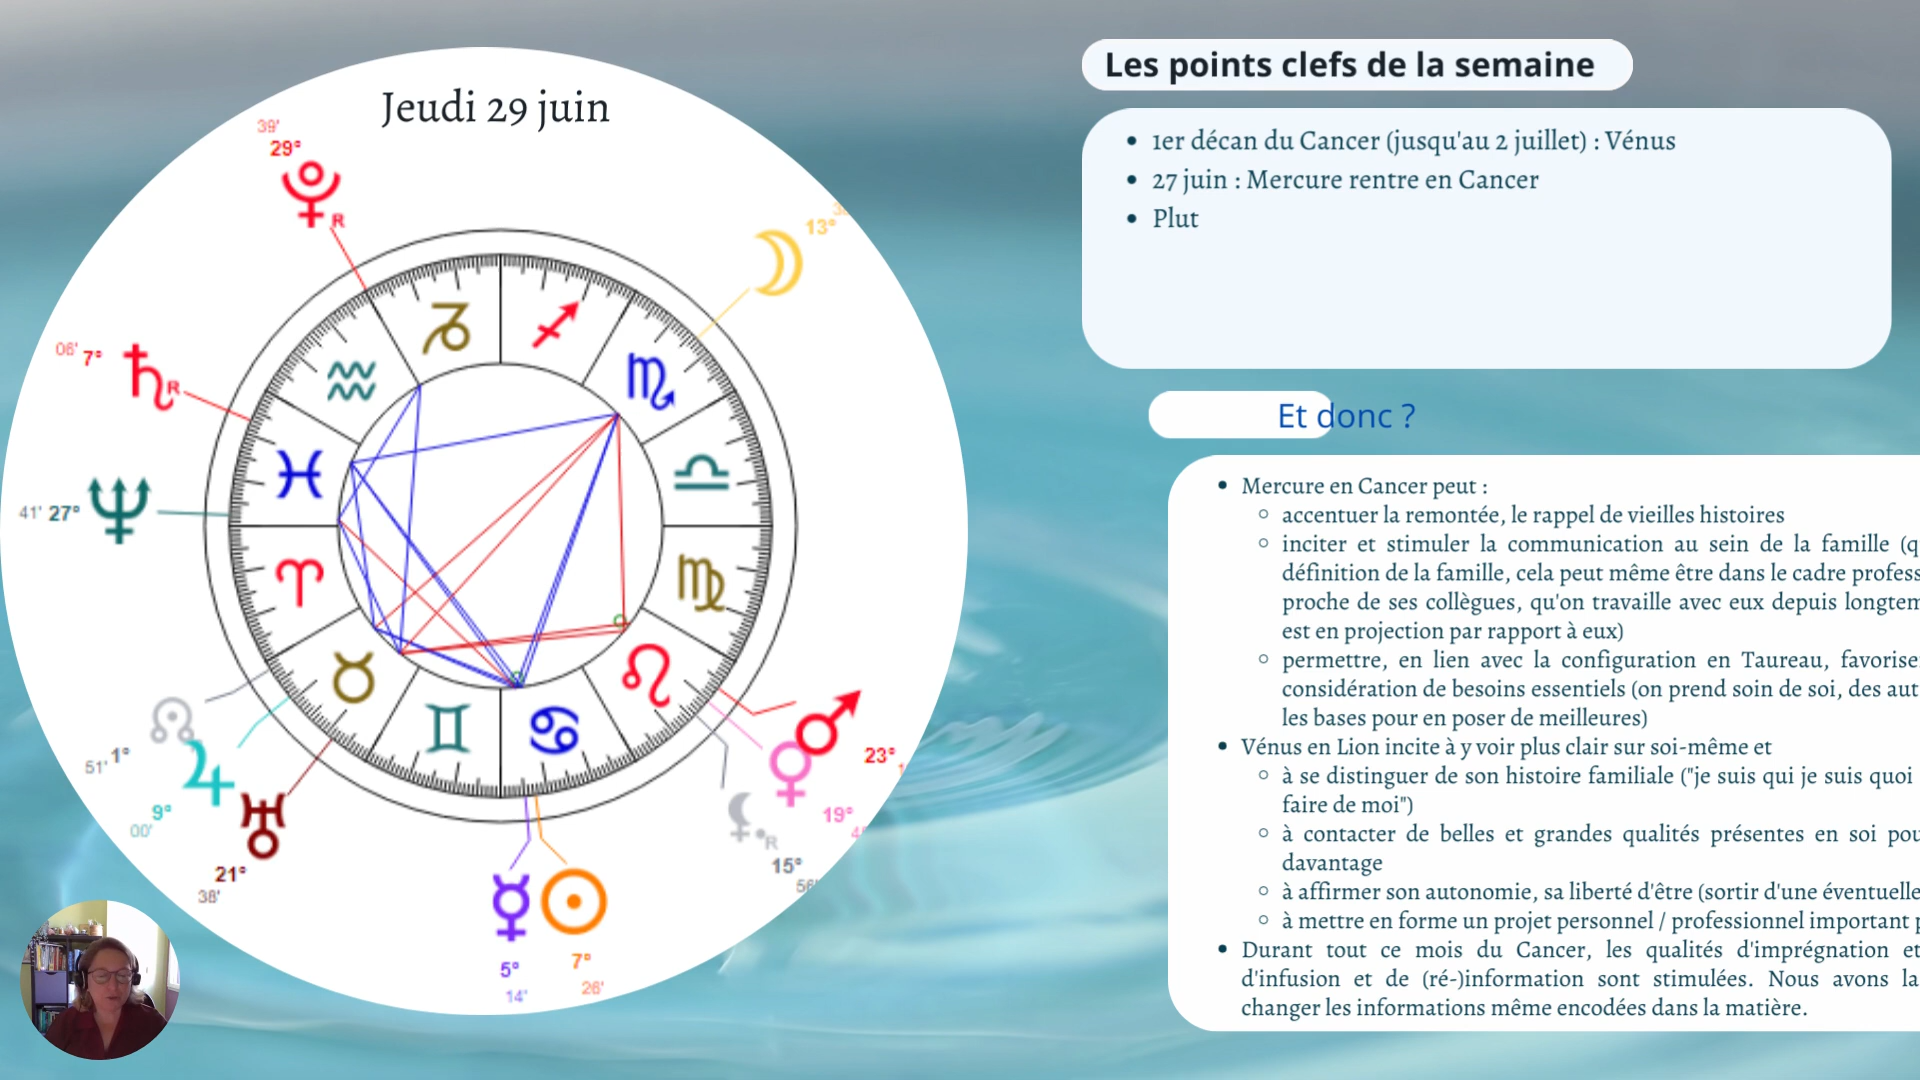 Jeudi 29 juin
39'
29°
R
13°
06' 7°
R
41' 27°
51' 1°
9°
00'
21°
38'
5°
14'
7°
26'
R
15°
56'
19°
23°
Les points clefs de la semaine
1er décan du Cancer (jusqu'au 2 juillet) : Vénus
27 juin : Mercure rentre en Cancer
Plut
Et donc ?
Mercure en Cancer peut :
accentuer la remontée, le rappel de vieilles histoires
inciter et stimuler la communication au sein de la famille (q
définition de la famille, cela peut même être dans le cadre profess
proche de ses collègues, qu'on travaille avec eux depuis longtem
est en projection par rapport à eux)
permettre, en lien avec la configuration en Taureau, favorise
considération de besoins essentiels (on prend soin de soi, des aut
les bases pour en poser de meilleures)
Vénus en Lion incite à y voir plus clair sur soi-même et
à se distinguer de son histoire familiale ("je suis qui je suis quoi
faire de moi")
à contacter de belles et grandes qualités présentes en soi pou
davantage
à affirmer son autonomie, sa liberté d'être (sortir d'une éventuelle
à mettre en forme un projet personnel / professionnel important p
Durant tout ce mois du Cancer, les qualités d'imprégnation et
d'infusion et de (ré-)information sont stimulées. Nous avons la
changer les informations même encodées dans la matière.